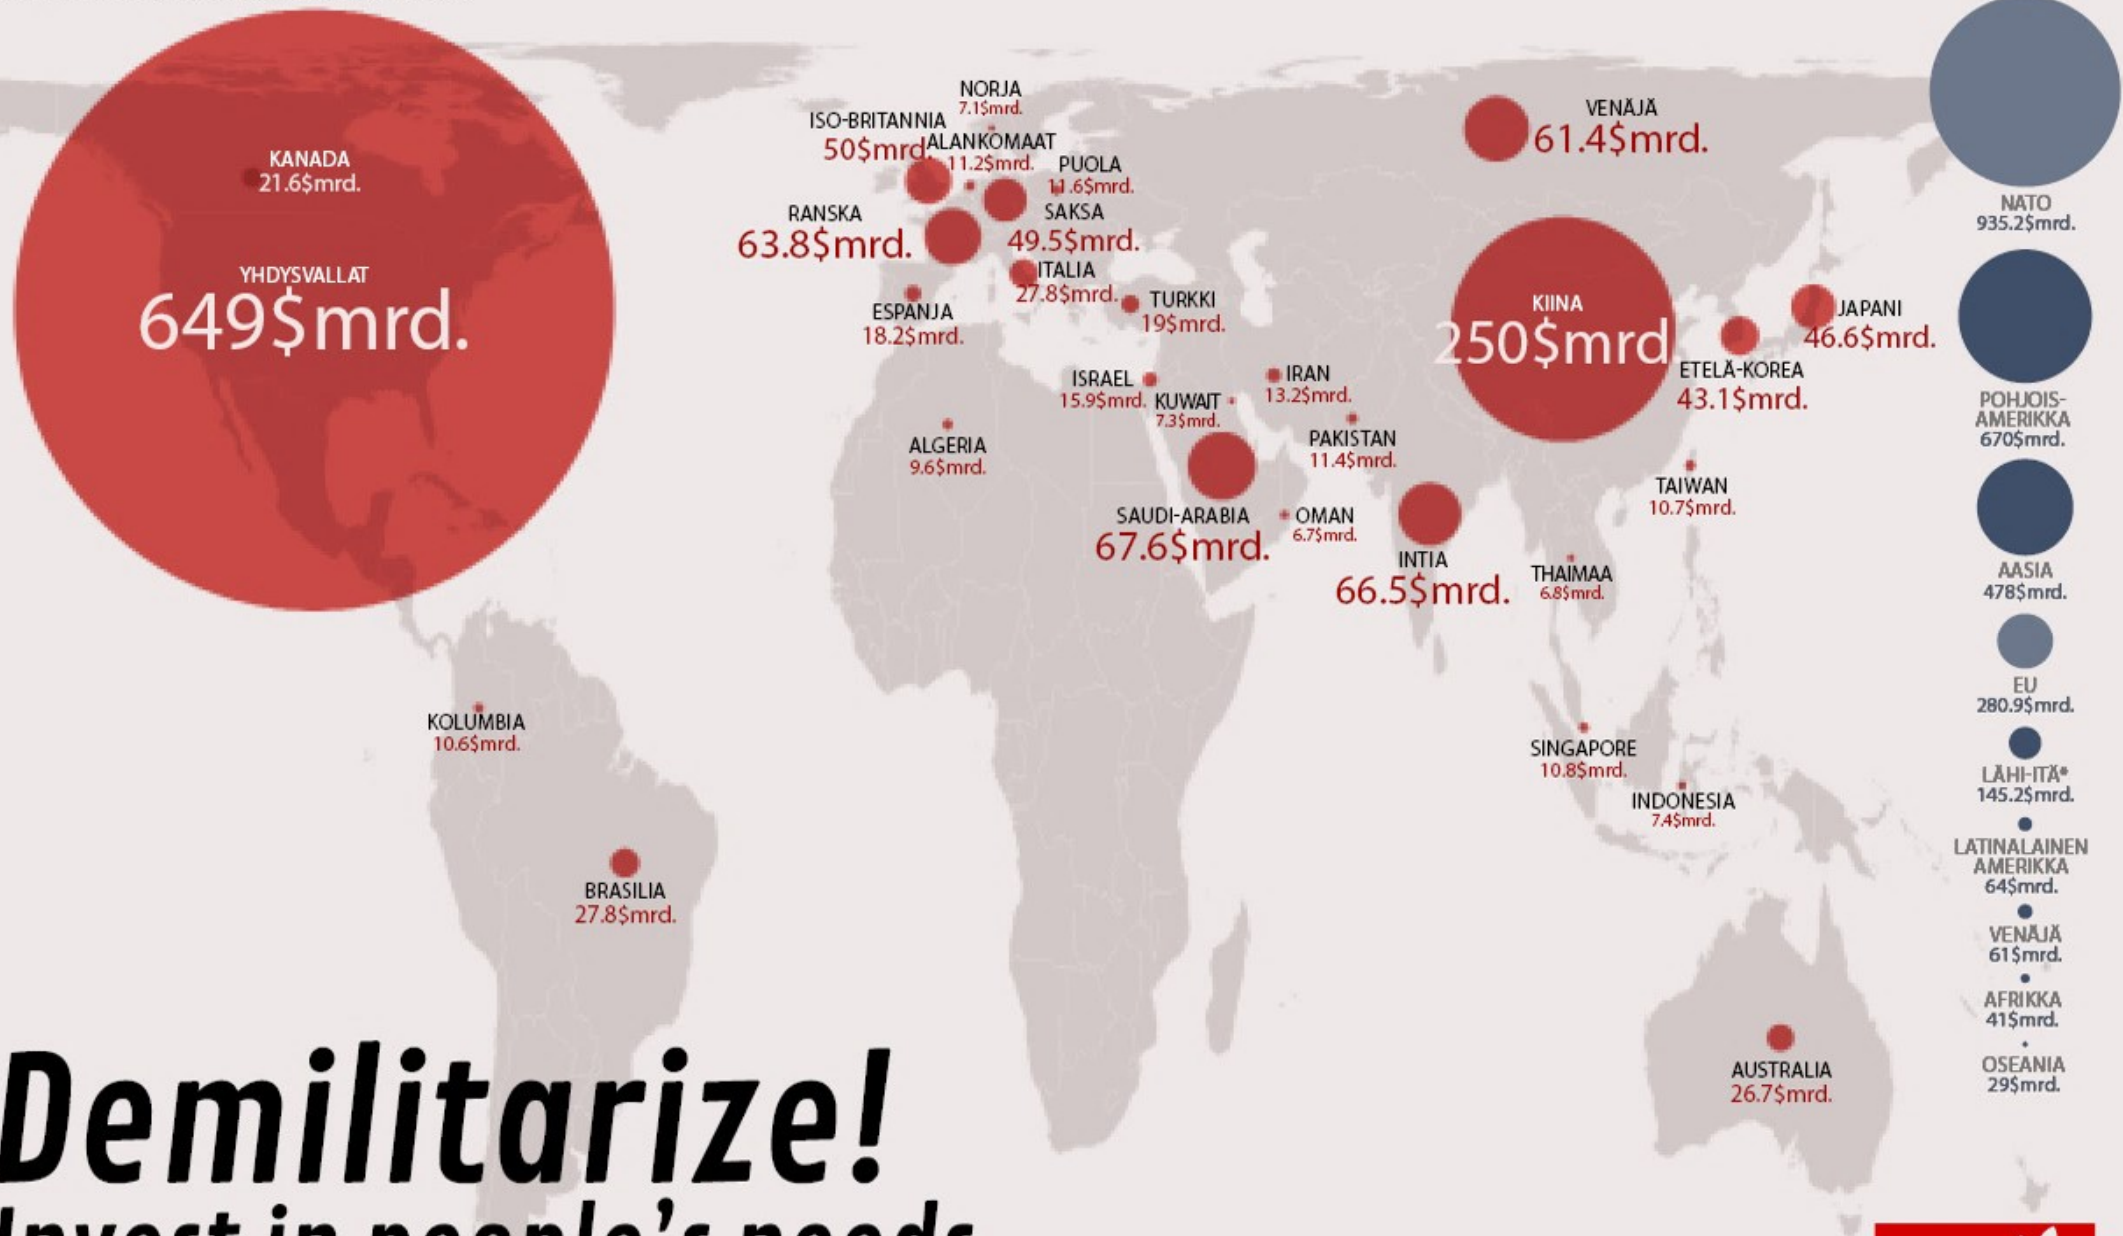 KANADA
21.6$mrd.
YHDYSVALLAT
649$mrd.
NORJA
7.1$mrd.
ISO-BRITANNIA
50$mrd.
ALANKOMAAT
11.2$mrd.
PUOLA
11.6$mrd.
RANSKA
63.8$mrd.
SAKSA
49.5$mrd.
ITALIA
27.8$mrd.
ESPANJA
18.2$mrd.
TURKKI
19$mrd.
VENÄJÄ
61.4$mrd.
KIINA
250$mrd
JAPANI
46.6$mrd.
ETELÄ-KOREA
43.1$mrd.
ISRAEL
15.9$mrd.
KUWAIT
7.3$mrd.
IRAN
13.2$mrd.
PAKISTAN
11.4$mrd.
ALGERIA
9.6$mrd.
SAUDI-ARABIA
67.6$mrd.
OMAN
6.7$mrd.
INTIA
66.5$mrd.
THAIMAA
6.8$mrd.
TAIWAN
10.7$mrd.
KOLUMBIA
10.6$mrd.
BRASILIA
27.8$mrd.
SINGAPORE
10.8$mrd.
INDONESIA
7.4$mrd.
AUSTRALIA
26.7$mrd.
NATO
935.2$mrd.
POHJOIS-
AMERIKKA
670$mrd.
AASIA
478$mrd.
EU
280.9$mrd.
LÄHI-ITÄ*
145.2$mrd.
LATINALAINEN
AMERIKKA
64$mrd.
VENÄJÄ
61$mrd.
AFRIKKA
41$mrd.
OSEANIA
29$mrd.
Demilitarize!
Invest in people's needs